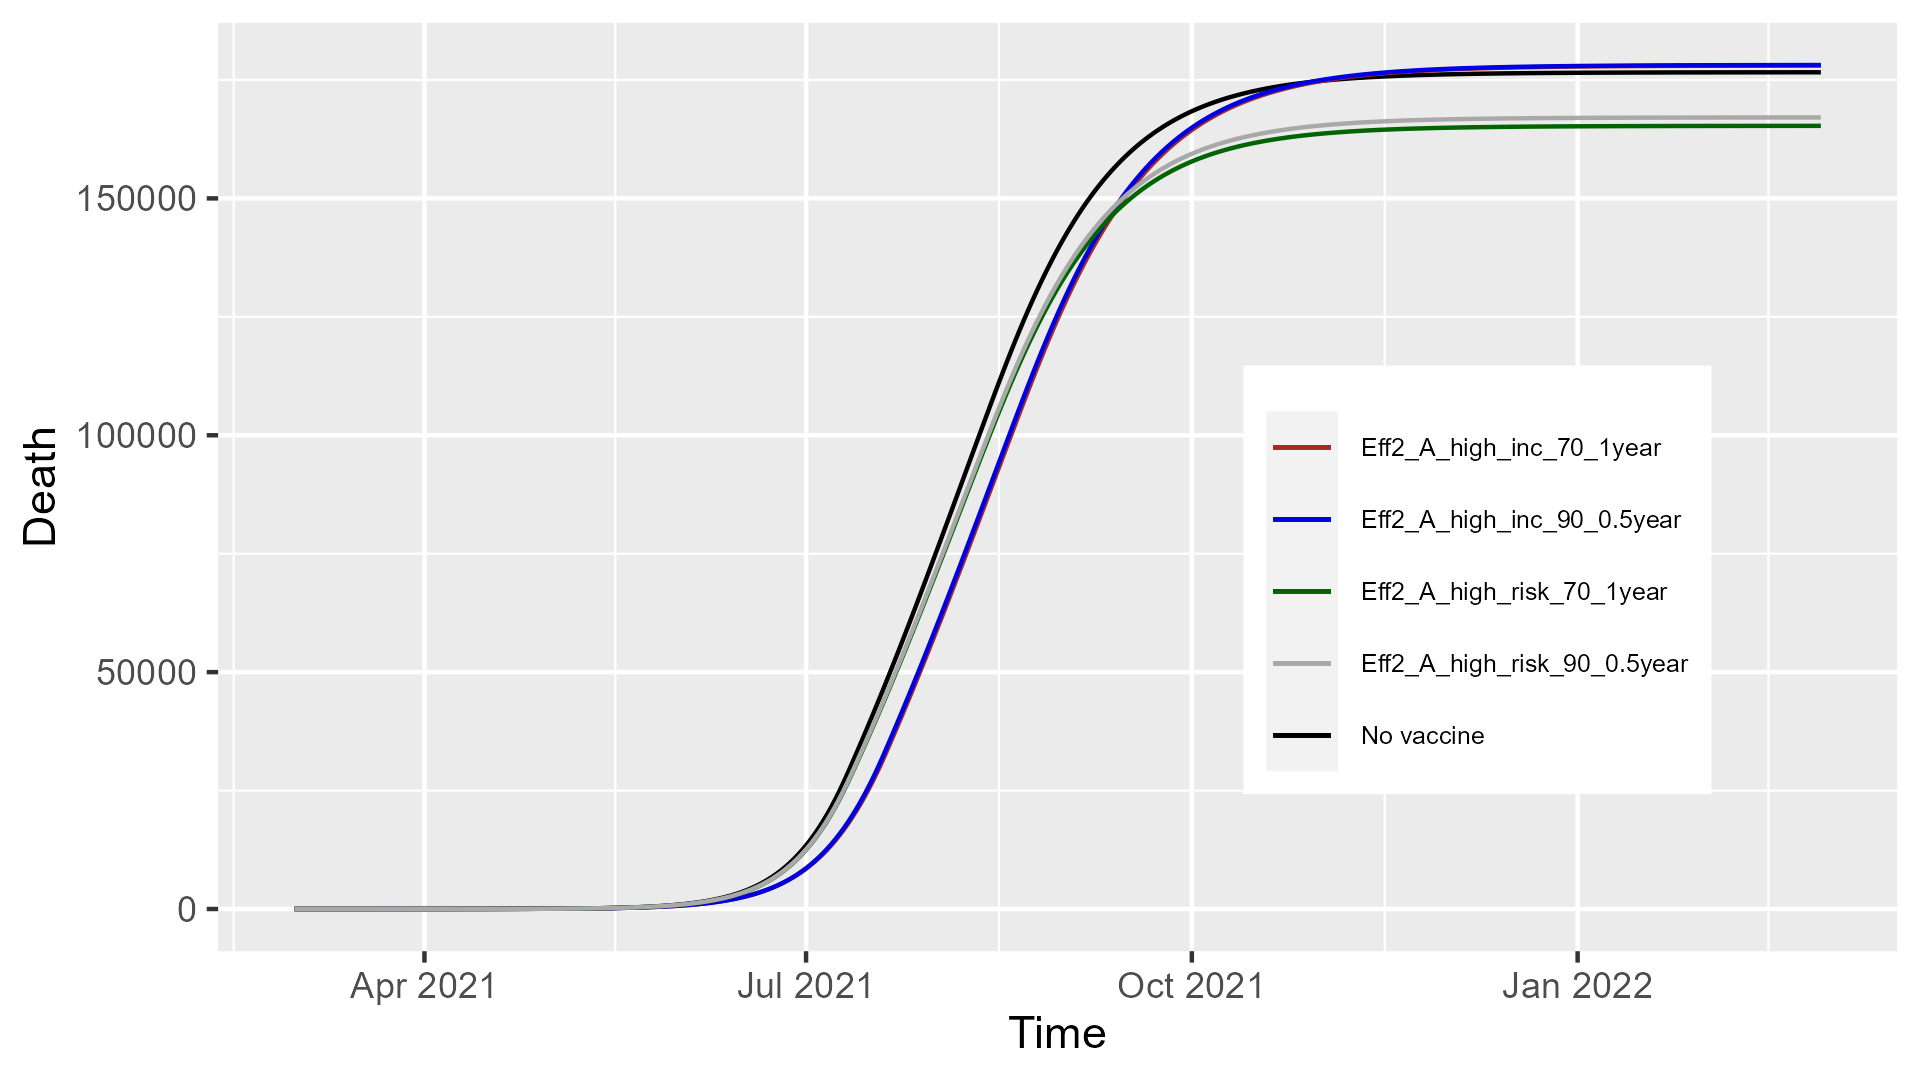 Death
150000
100000
50000
0
Apr 2021
Jul 2021
Oct 2021
Jan 2022
Time
Eff2_A_high_inc_70_1year
Eff2_A_high_inc_90_0.5year
Eff2_A_high_risk_70_1year
Eff2_A_high_risk_90_0.5year
No vaccine